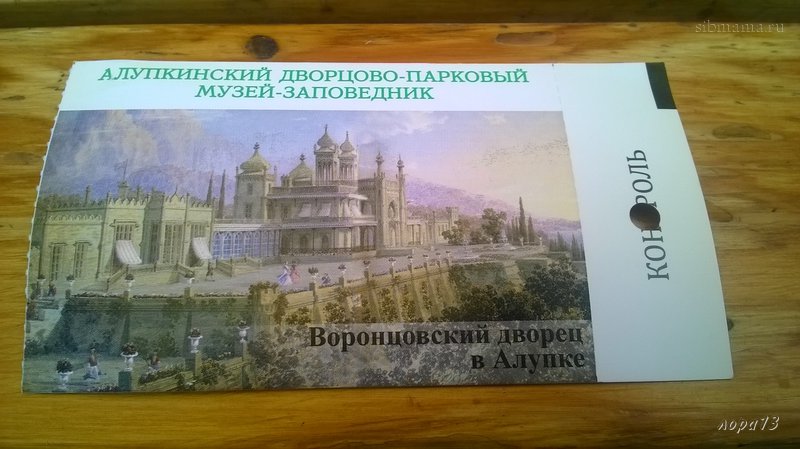 sibmama.ru
АЛУПКИНСКИЙ ДВОРЦОВО-ПАРКОВЫЙ
МУЗЕЙ-ЗАПОВЕДНИК
КОНТРОЛЬ
Воронцовский дворец
в Алупке
лора13